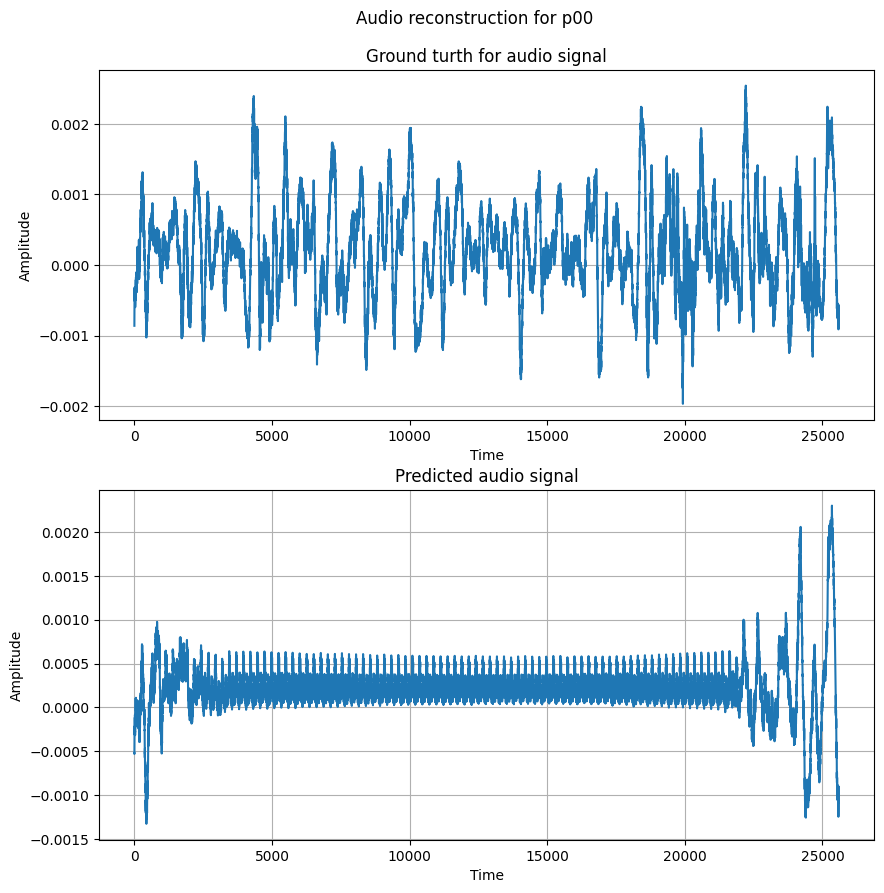 Audio reconstruction for p00
Ground turth for audio signal
0.002
0.001
0.000
−0.001
−0.002
Amplitude
0 5000 10000 15000 20000 25000
Time
Predicted audio signal
0.0020
0.0015
0.0010
0.0005
0.0000
−0.0005
−0.0010
−0.0015
Amplitude
0 5000 10000 15000 20000 25000
Time